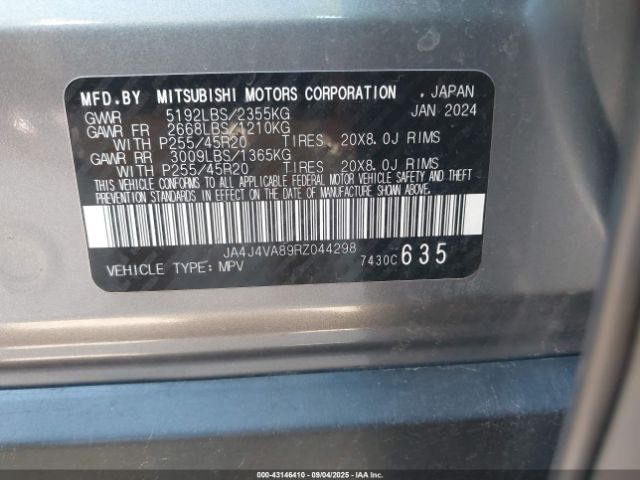 MFD.BY MITSUBISHI MOTORS CORPORATION . JAPAN
GVWR 5192LBS/2355KG JAN 2024
GAWR FR 2668LBS/1210KG
WITH P255/45R20 TIRES, 20X8.0J RIMS
GAWR RR 3009LBS/1365KG
WITH P255/45R20 TIRES, 20X8.0J RIMS
THIS VEHICLE CONFORMS TO ALL APPLICABLE FEDERAL MOTOR VEHICLE SAFETY AND THEFT
PREVENTION STANDARDS IN EFFECT ON THE DATE OF MANUFACTURE SHOWN ABOVE.
JA4J4VA89RZ044298
VEHICLE TYPE: MPV 7430C 635
00-43146410 - 09/04/2025 - © IAA Inc.